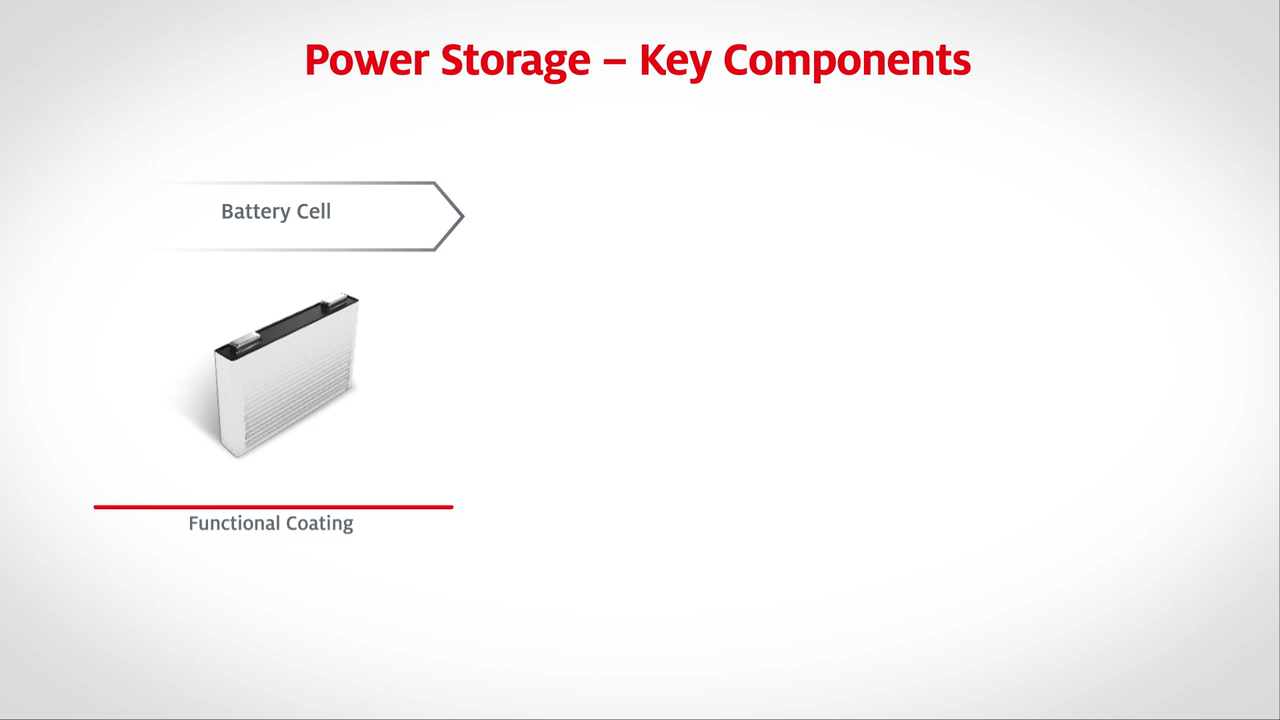 Power Storage – Key Components
Battery Cell
Functional Coating